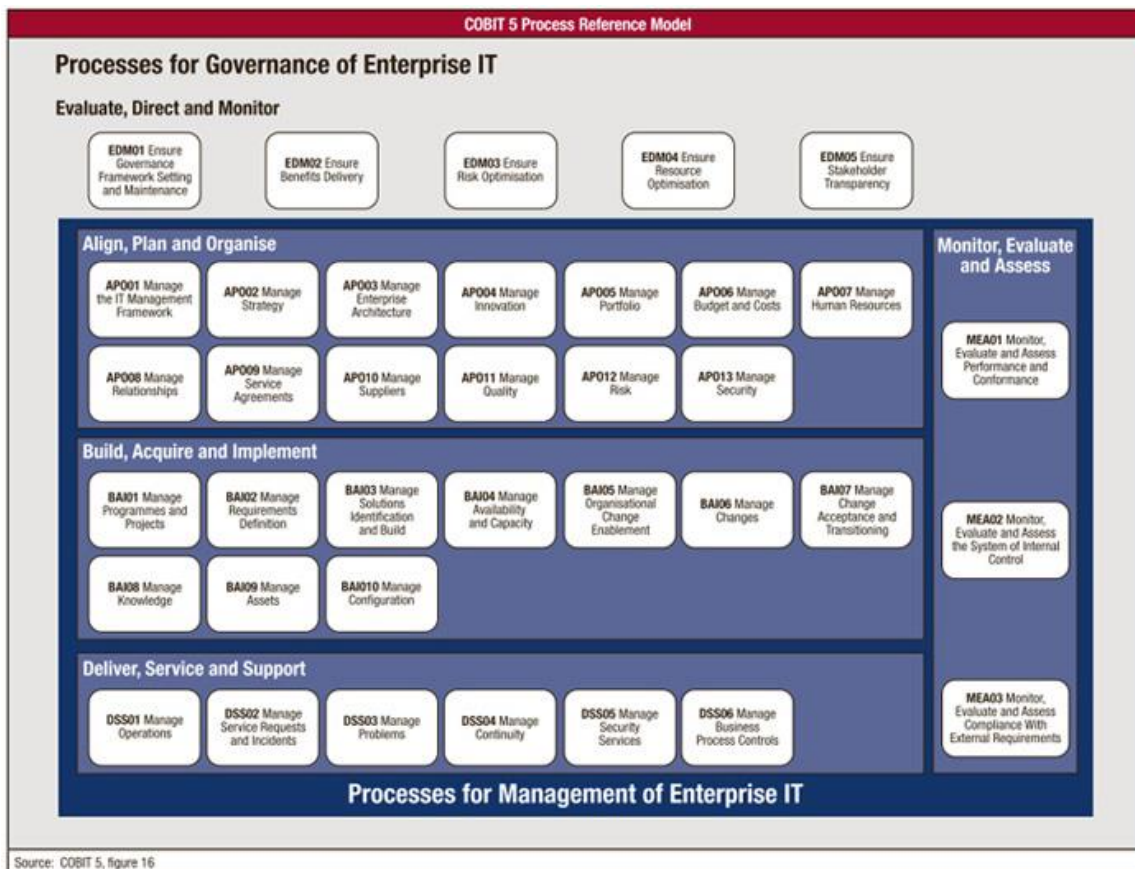 COBIT 5 Process Reference Model
Processes for Governance of Enterprise IT
Evaluate, Direct and Monitor
EDM01 Ensure
Governance
Framework Setting
and Maintenance
EDM02 Ensure
Benefits Delivery
EDM03 Ensure
Risk Optimisation
EDM04 Ensure
Resource
Optimisation
EDM05 Ensure
Stakeholder
Transparency
Align, Plan and Organise
APO01 Manage
the IT Management
Framework
APO02 Manage
Strategy
APO03 Manage
Enterprise
Architecture
APO04 Manage
Innovation
APO05 Manage
Portfolio
APO06 Manage
Budget and Costs
APO07 Manage
Human Resources
APO08 Manage
Relationships
APO09 Manage
Service
Agreements
APO10 Manage
Suppliers
APO11 Manage
Quality
APO12 Manage
Risk
APO13 Manage
Security
Build, Acquire and Implement
BAI01 Manage
Programmes and
Projects
BAI02 Manage
Requirements
Definition
BAI03 Manage
Solutions
Identification
and Build
BAI04 Manage
Availability
and Capacity
BAI05 Manage
Organisational
Change
Enablement
BAI06 Manage
Changes
BAI07 Manage
Change
Acceptance and
Transitioning
BAI08 Manage
Knowledge
BAI09 Manage
Assets
BAI010 Manage
Configuration
Deliver, Service and Support
DSS01 Manage
Operations
DSS02 Manage
Service Requests
and Incidents
DSS03 Manage
Problems
DSS04 Manage
Continuity
DSS05 Manage
Security
Services
DSS06 Manage
Business
Process Controls
Monitor, Evaluate
and Assess
MEA01 Monitor,
Evaluate and Assess
Performance and
Conformance
MEA02 Monitor,
Evaluate and Assess
the System of Internal
Control
MEA03 Monitor,
Evaluate and Assess
Compliance With
External Requirements
Processes for Management of Enterprise IT
Source: COBIT 5, figure 16